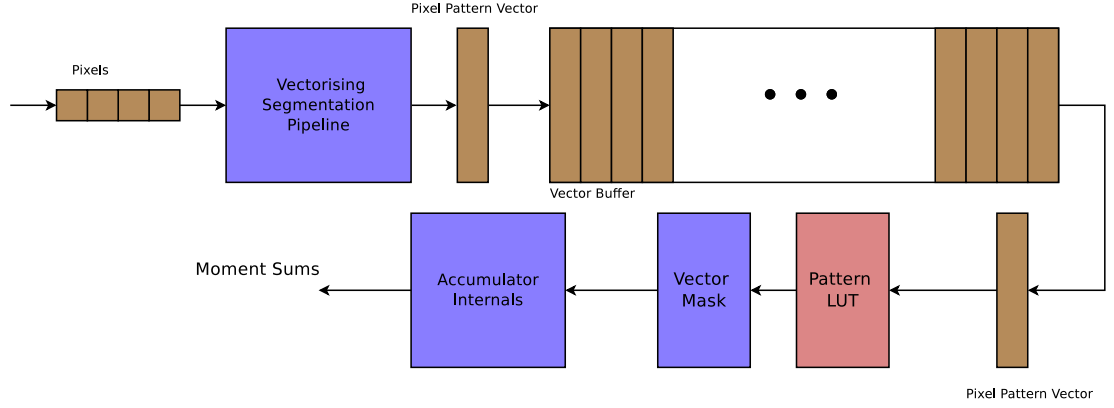 Pixel Pattern Vector
Pixels
Vectorising
Segmentation
Pipeline
Vector Buffer
Moment Sums
Accumulator
Internals
Vector
Mask
Pattern
LUT
Pixel Pattern Vector